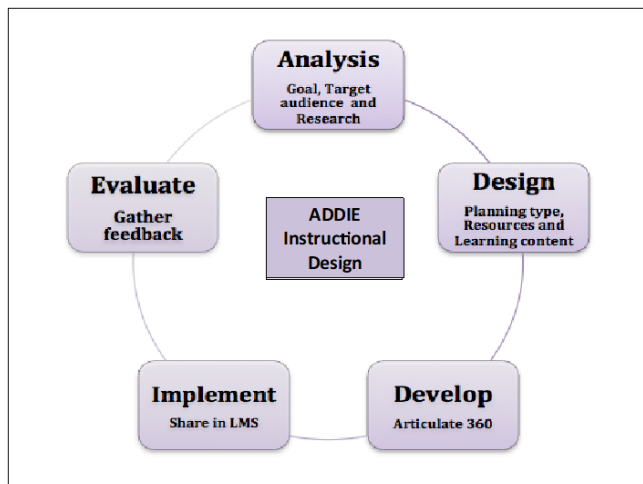 Analysis
Goal, Target
audience and
Research
Evaluate
Gather
feedback
ADDIE
Instructional
Design
Design
Planning type,
Resources and
Learning content
Implement
Share in LMS
Develop
Articulate 360